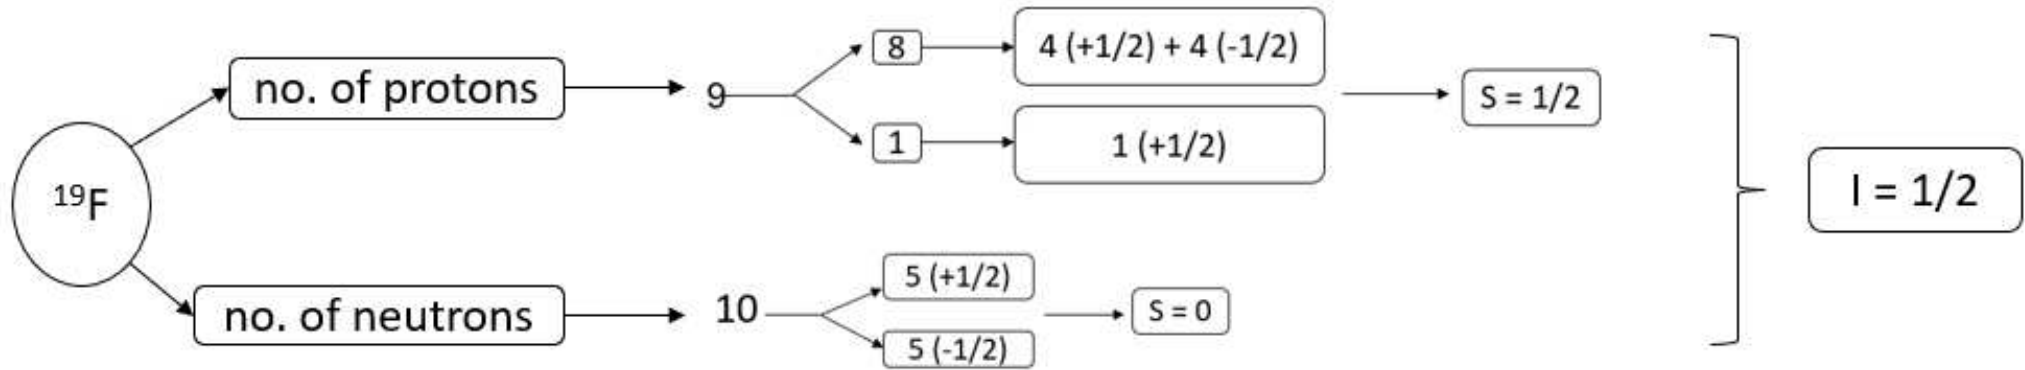 ¹⁹F
no. of protons
9
8
4 (+1/2) + 4 (-1/2)
1
1 (+1/2)
S = 1/2
no. of neutrons
10
5 (+1/2)
5 (-1/2)
S = 0
I = 1/2